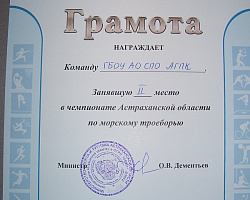 Грамота
НАГРАЖДАЕТ
Команду ГБОУ АО СПО АГПК,
Занявшую II место
в чемпионате Астраханской области
по морскому троеборью
Министр О.В. Дементьев